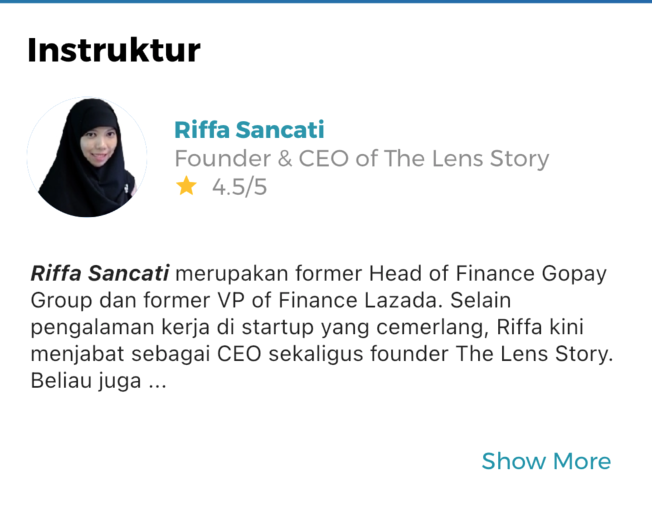 Instruktur
Riffa Sancati
Founder & CEO of The Lens Story
4.5/5
Riffa Sancati merupakan former Head of Finance Gopay
Group dan former VP of Finance Lazada. Selain
pengalaman kerja di startup yang cemerlang, Riffa kini
menjabat sebagai CEO sekaligus founder The Lens Story.
Beliau juga ...
Show More